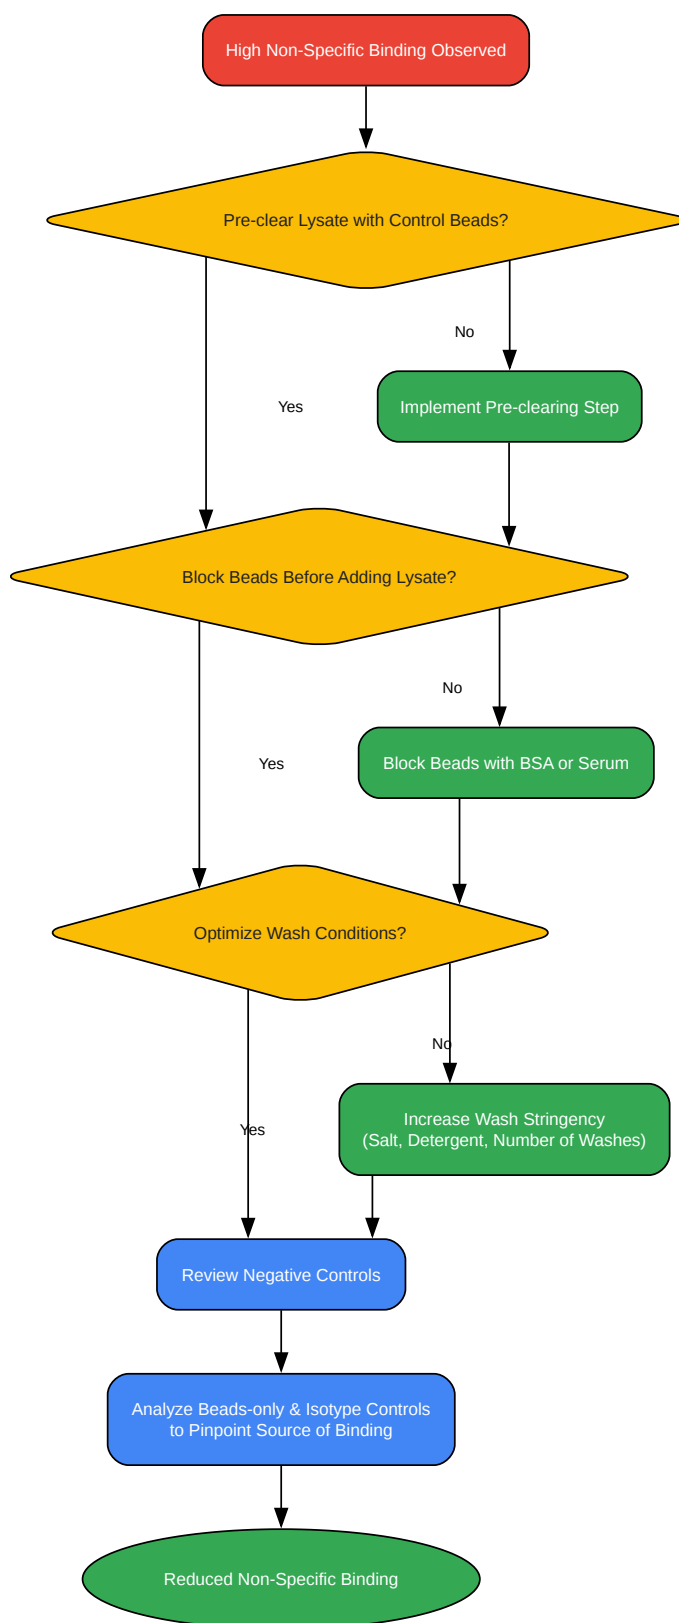 High Non-Specific Binding Observed
Pre-clear Lysate with Control Beads?
No
Yes
Implement Pre-clearing Step
Block Beads Before Adding Lysate?
No
Yes
Block Beads with BSA or Serum
Optimize Wash Conditions?
No
Increase Wash Stringency
(Salt, Detergent, Number of Washes)
Yes
Review Negative Controls
Analyze Beads-only & Isotype Controls
to Pinpoint Source of Binding
Reduced Non-Specific Binding